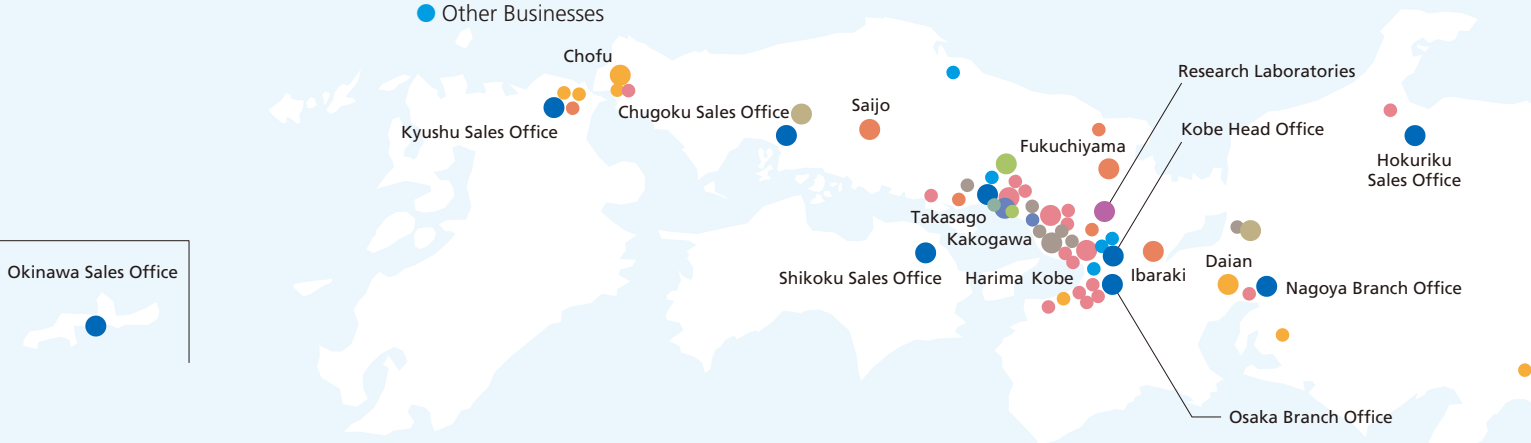 Other Businesses
Chofu
Research Laboratories
Saijo
Chugoku Sales Office
Kyushu Sales Office
Kobe Head Office
Fukuchiyama
Hokuriku
Sales Office
Takasago
Kakogawa
Daian
Okinawa Sales Office
Shikoku Sales Office
Harima
Kobe
Ibaraki
Nagoya Branch Office
Osaka Branch Office